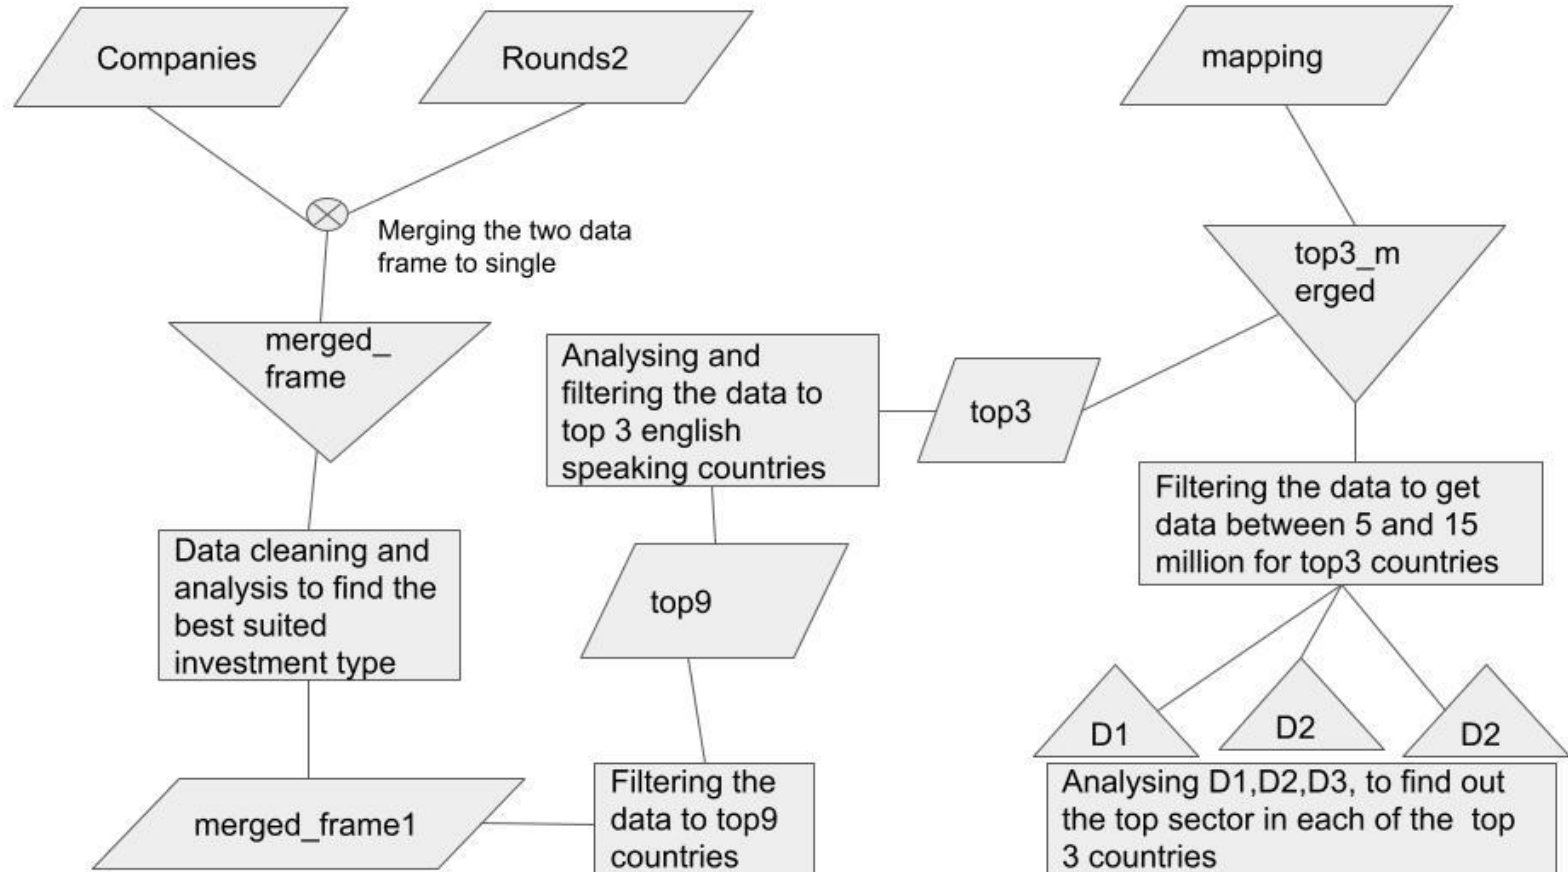 Companies
Rounds2
mapping
Merging the two data
frame to single
merged_
frame
Data cleaning and
analysis to find the
best suited
investment type
merged_frame1
Filtering the
data to top9
countries
top9
Analysing and
filtering the data to
top 3 english
speaking countries
top3
top3_m
erged
Filtering the data to get
data between 5 and 15
million for top3 countries
D1
D2
D2
Analysing D1,D2,D3, to find out
the top sector in each of the  top
3 countries